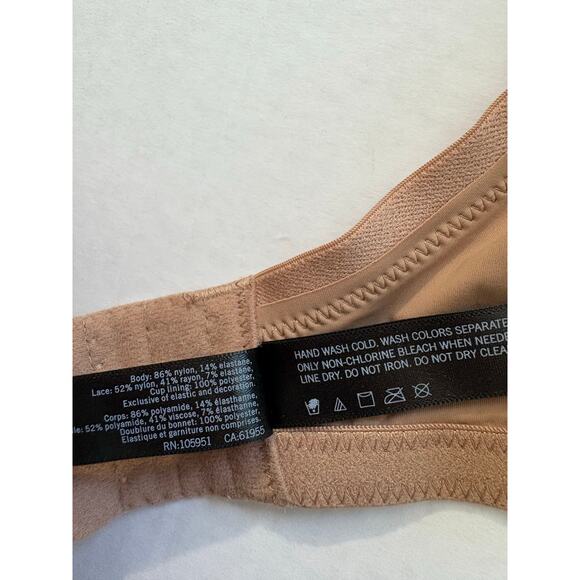 Body: 86% nylon, 14% elastane,
Lace: 52% nylon, 41% rayon, 7% elastane.
Cup lining: 100% polyester.
Exclusive of elastic and decoration.
Corps: 86% polyamide, 14% élasthanne,
52% polyamide, 41% viscose, 7% élasthanne.
Doublure du bonnet: 100% polyester.
Elastique et garniture non comprises.
RN:105951 CA:61955
HAND WASH COLD. WASH COLORS
ONLY NON-CHLORINE BLEACH WHEN
LINE DRY. DO NOT IRON. DO NOT DRY